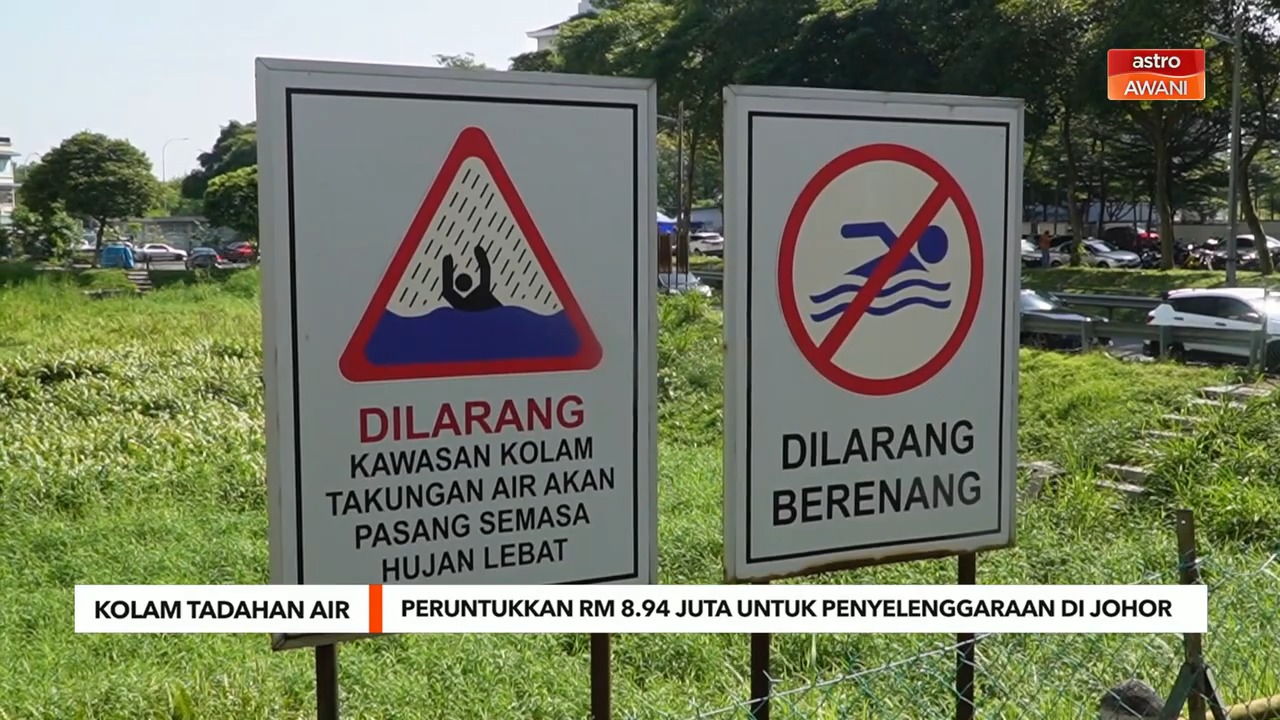 astro
AWANI
DILARANG
KAWASAN KOLAM
TAKUNGAN AIR AKAN
PASANG SEMASA
HUJAN LEBAT
DILARANG
BERENANG
KOLAM TADAHAN AIR
PERUNTUKKAN RM 8.94 JUTA UNTUK PENYELENGGARAAN DI JOHOR